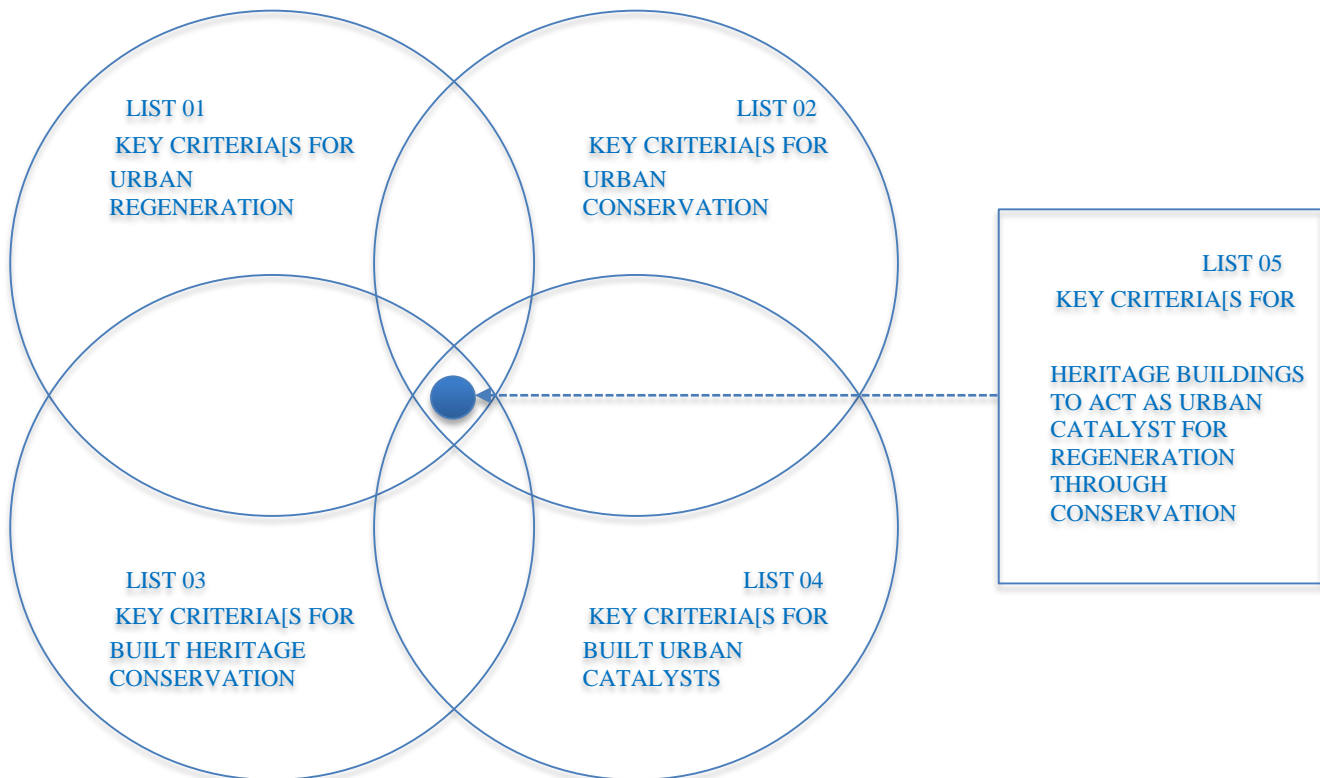 LIST 01
KEY CRITERIA[S FOR
URBAN
REGENERATION
LIST 02
KEY CRITERIA[S FOR
URBAN
CONSERVATION
LIST 05
KEY CRITERIA[S FOR
HERITAGE BUILDINGS
TO ACT AS URBAN
CATALYST FOR
REGENERATION
THROUGH
CONSERVATION
LIST 03
KEY CRITERIA[S FOR
BUILT HERITAGE
CONSERVATION
LIST 04
KEY CRITERIA[S FOR
BUILT URBAN
CATALYSTS